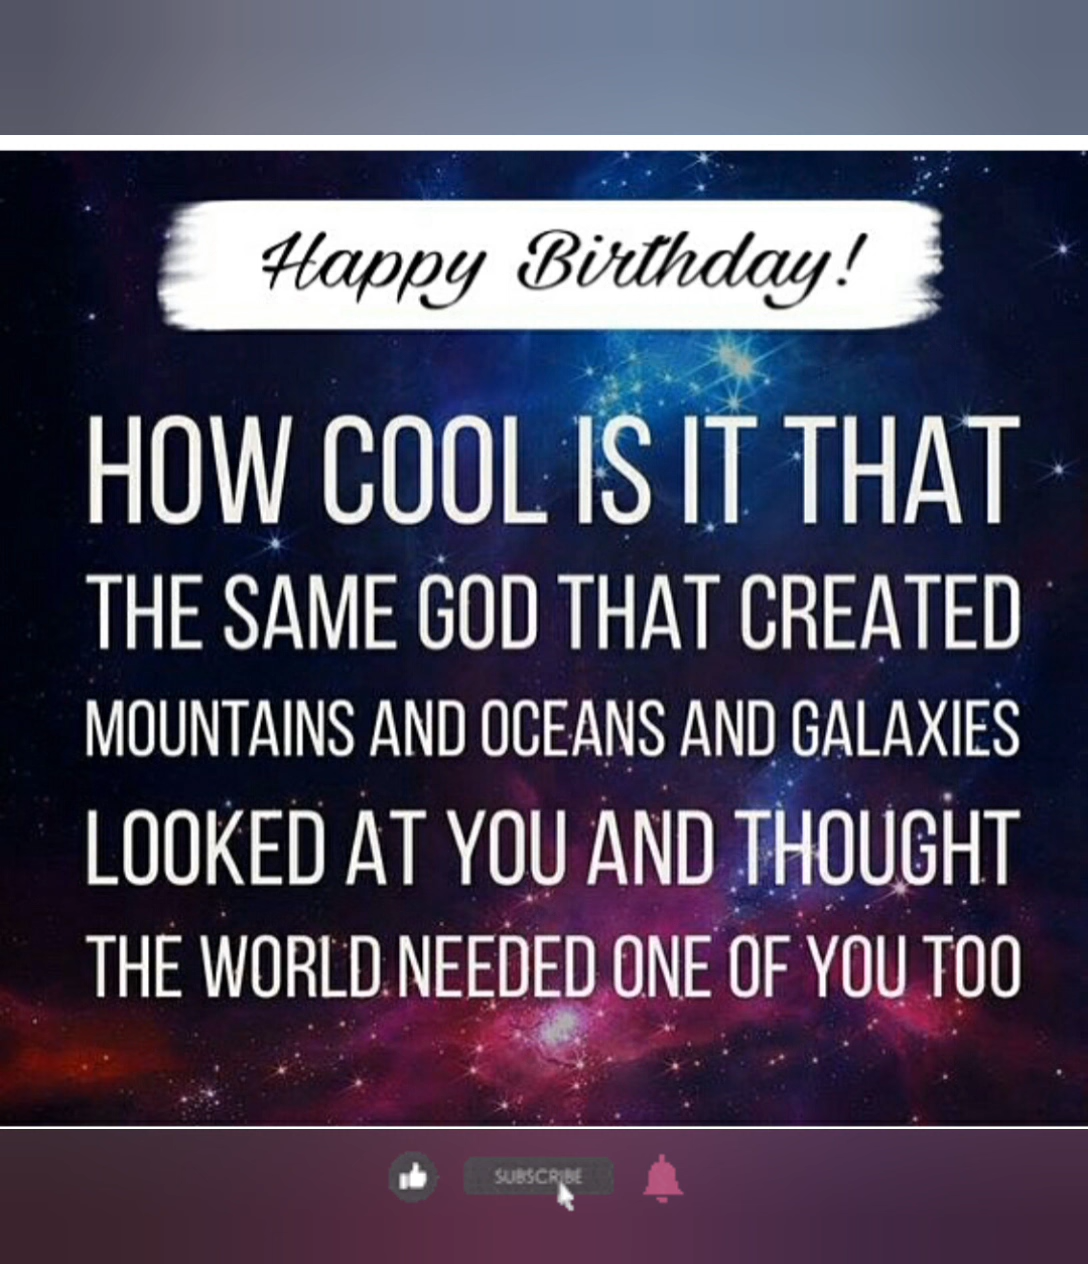 Happy Birthday!
HOW COOL IS IT THAT
THE SAME GOD THAT CREATED
MOUNTAINS AND OCEANS AND GALAXIES
LOOKED AT YOU AND THOUGHT
THE WORLD NEEDED ONE OF YOU TOO
SUBSCRIBE